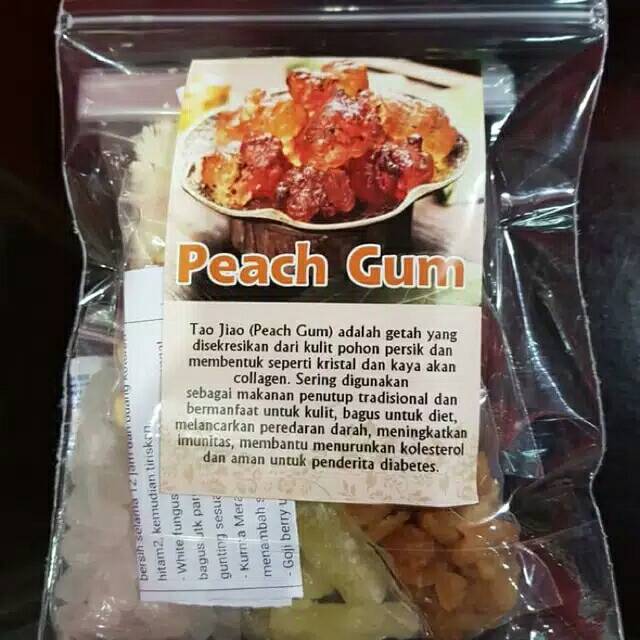 Peach Gum
Tao Jiao (Peach Gum) adalah getah yang
disekresikan dari kulit pohon persik dan
membentuk seperti kristal dan kaya akan
collagen. Sering digunakan
sebagai makanan penutup tradisional dan
bermanfaat untuk kulit, bagus untuk diet,
melancarkan peredaran darah, meningkatkan
imunitas, membantu menurunkan kolesterol
dan aman untuk penderita diabetes.
bersih selama 12 jam dan buang
hitam2, kemudian tiriskan
- White fungus
bagus utk
gunting
- Kurma
menambah
- Goji berry